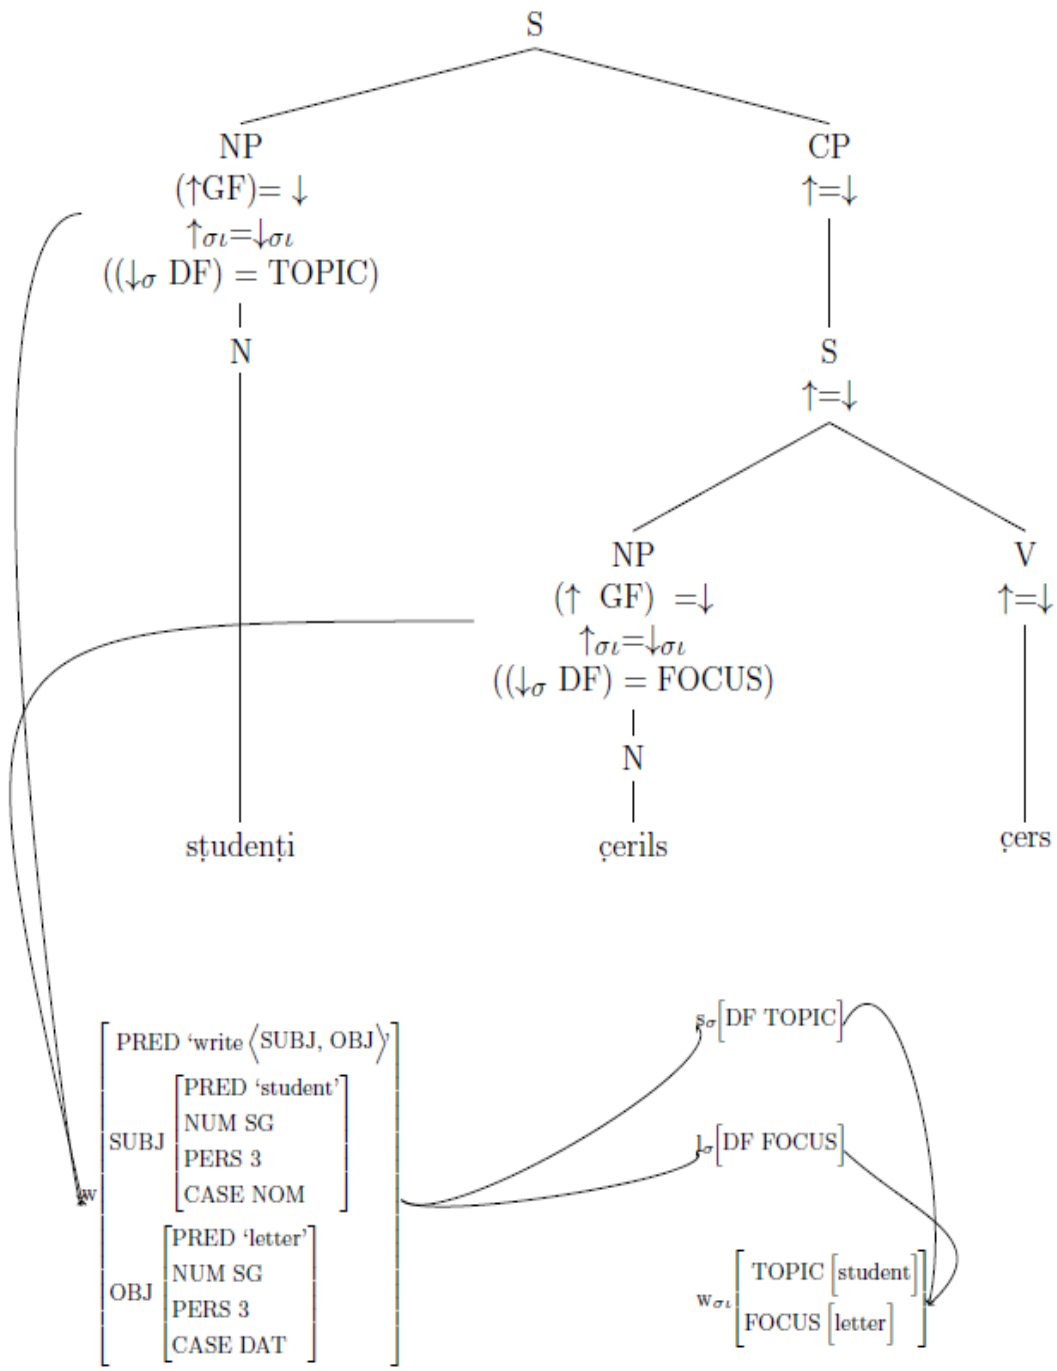 S
NP CP
(↑GF)= ↓ ↑=↓
↑σι=↓σι
((↓σ DF) = TOPIC)
N S
↑=↓
NP V
(↑ GF) =↓ ↑=↓
↑σι=↓σι
((↓σ DF) = FOCUS)
N
sṭudenṭi c̣erils c̣ers
sσ[DF TOPIC]
PRED ‘write⟨SUBJ, OBJ⟩’
PRED ‘student’
NUM SG
lσ[DF FOCUS]
SUBJ
PERS 3
w
CASE NOM
PRED ‘letter’
NUM SG
TOPIC [student]
OBJ
wσι
PERS 3
FOCUS [letter]
CASE DAT